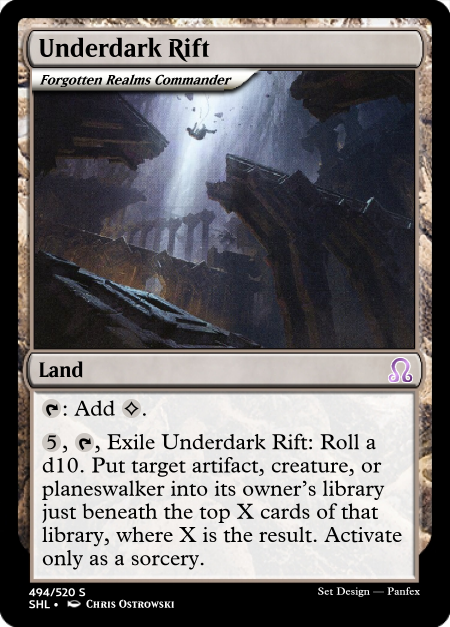 Underdark Rift
Forgotten Realms Commander
Land
: Add .
5, , Exile Underdark Rift: Roll a
d10. Put target artifact, creature, or
planeswalker into its owner's library
just beneath the top X cards of that
library, where X is the result. Activate
only as a sorcery.
494/520 S
Set Design — Panfex
SHL • Chris Ostrowski